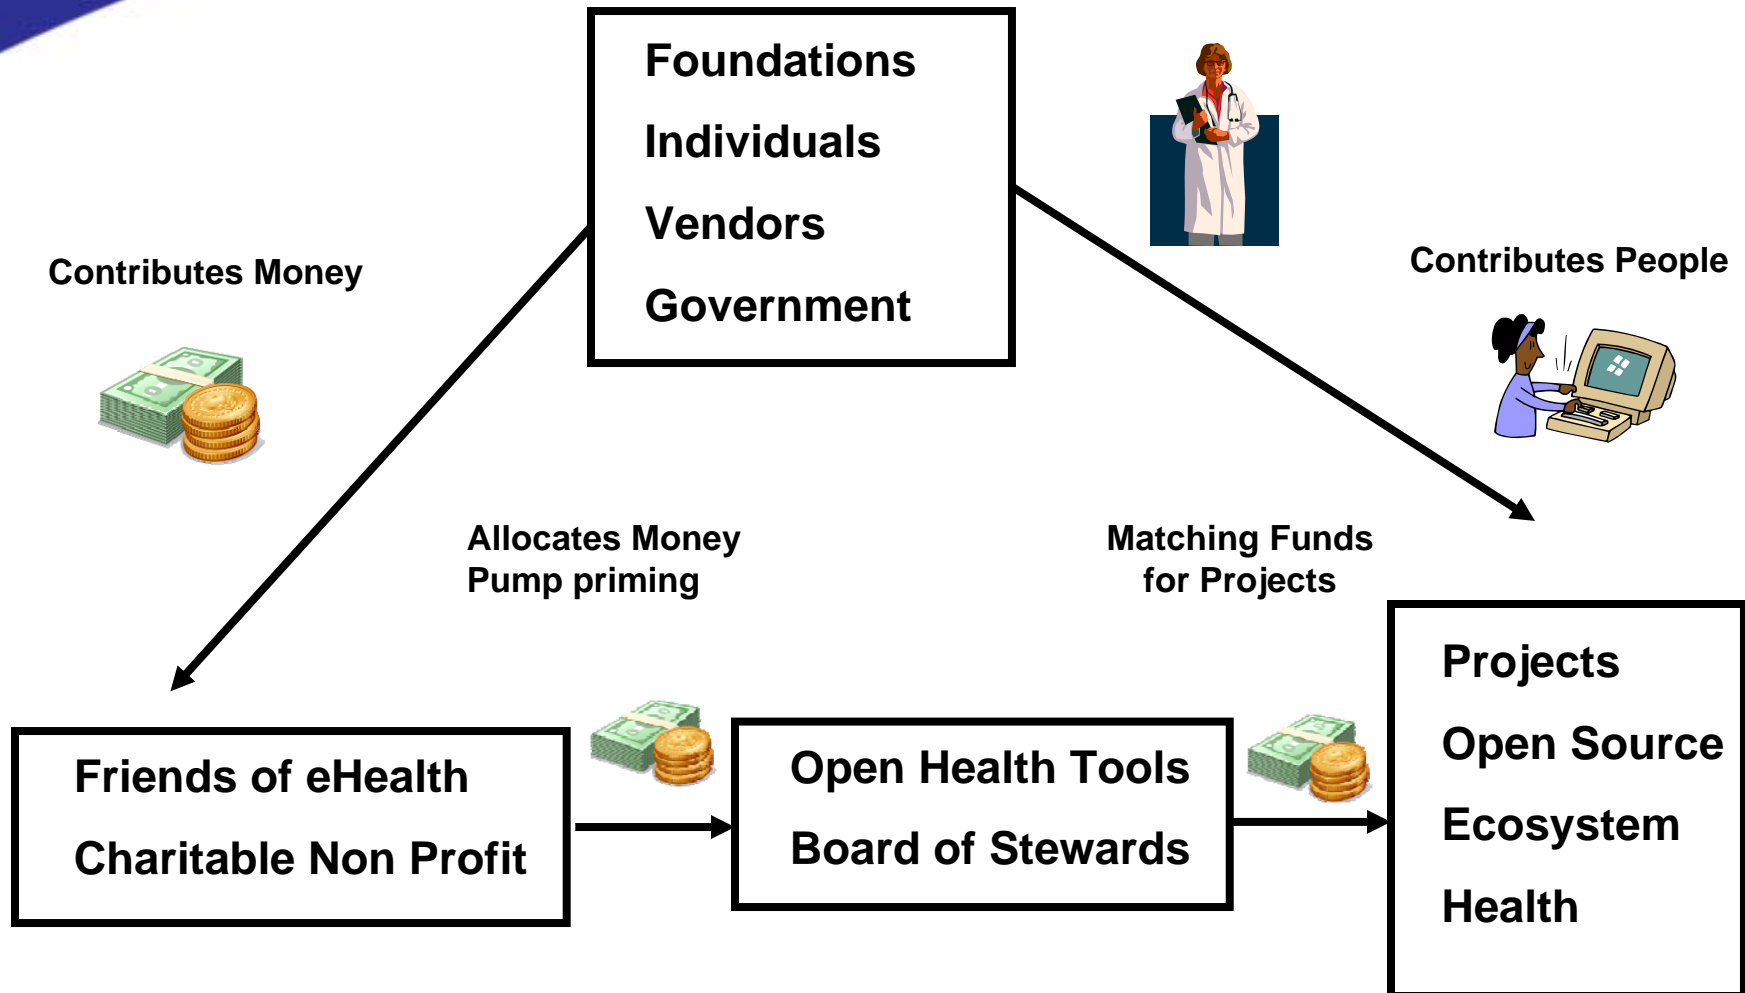 Foundations
Individuals
Vendors
Government
Contributes Money
Contributes People
Allocates Money
Pump priming
Matching Funds
for Projects
Friends of eHealth
Charitable Non Profit
Open Health Tools
Board of Stewards
Projects
Open Source
Ecosystem
Health